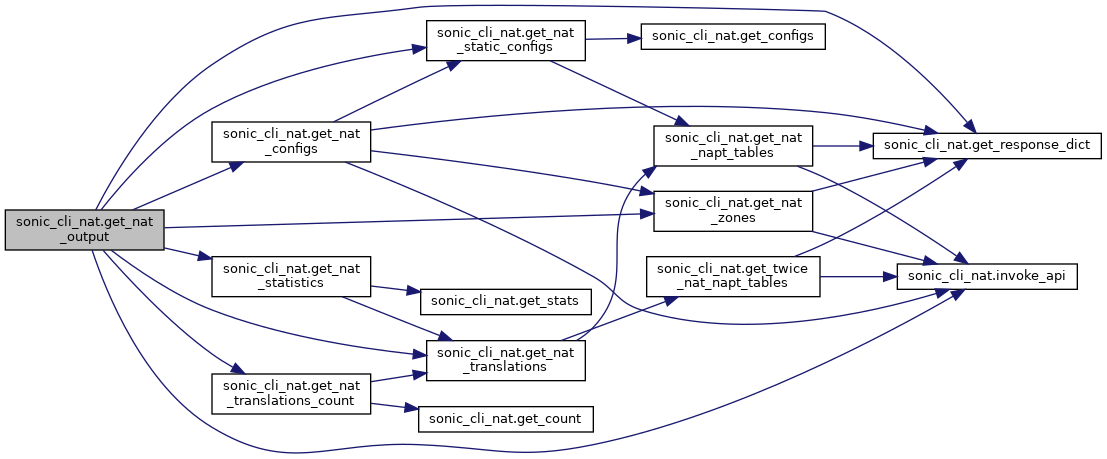 sonic_cli_nat.get_nat
_output
sonic_cli_nat.get_nat
_configs
sonic_cli_nat.get_nat
_statistics
sonic_cli_nat.get_nat
_translations_count
sonic_cli_nat.get_nat
_static_configs
sonic_cli_nat.get_stats
sonic_cli_nat.get_nat
_translations
sonic_cli_nat.get_count
sonic_cli_nat.get_configs
sonic_cli_nat.get_nat
_napt_tables
sonic_cli_nat.get_nat
_zones
sonic_cli_nat.get_twice
_nat_napt_tables
sonic_cli_nat.get_response_dict
sonic_cli_nat.invoke_api